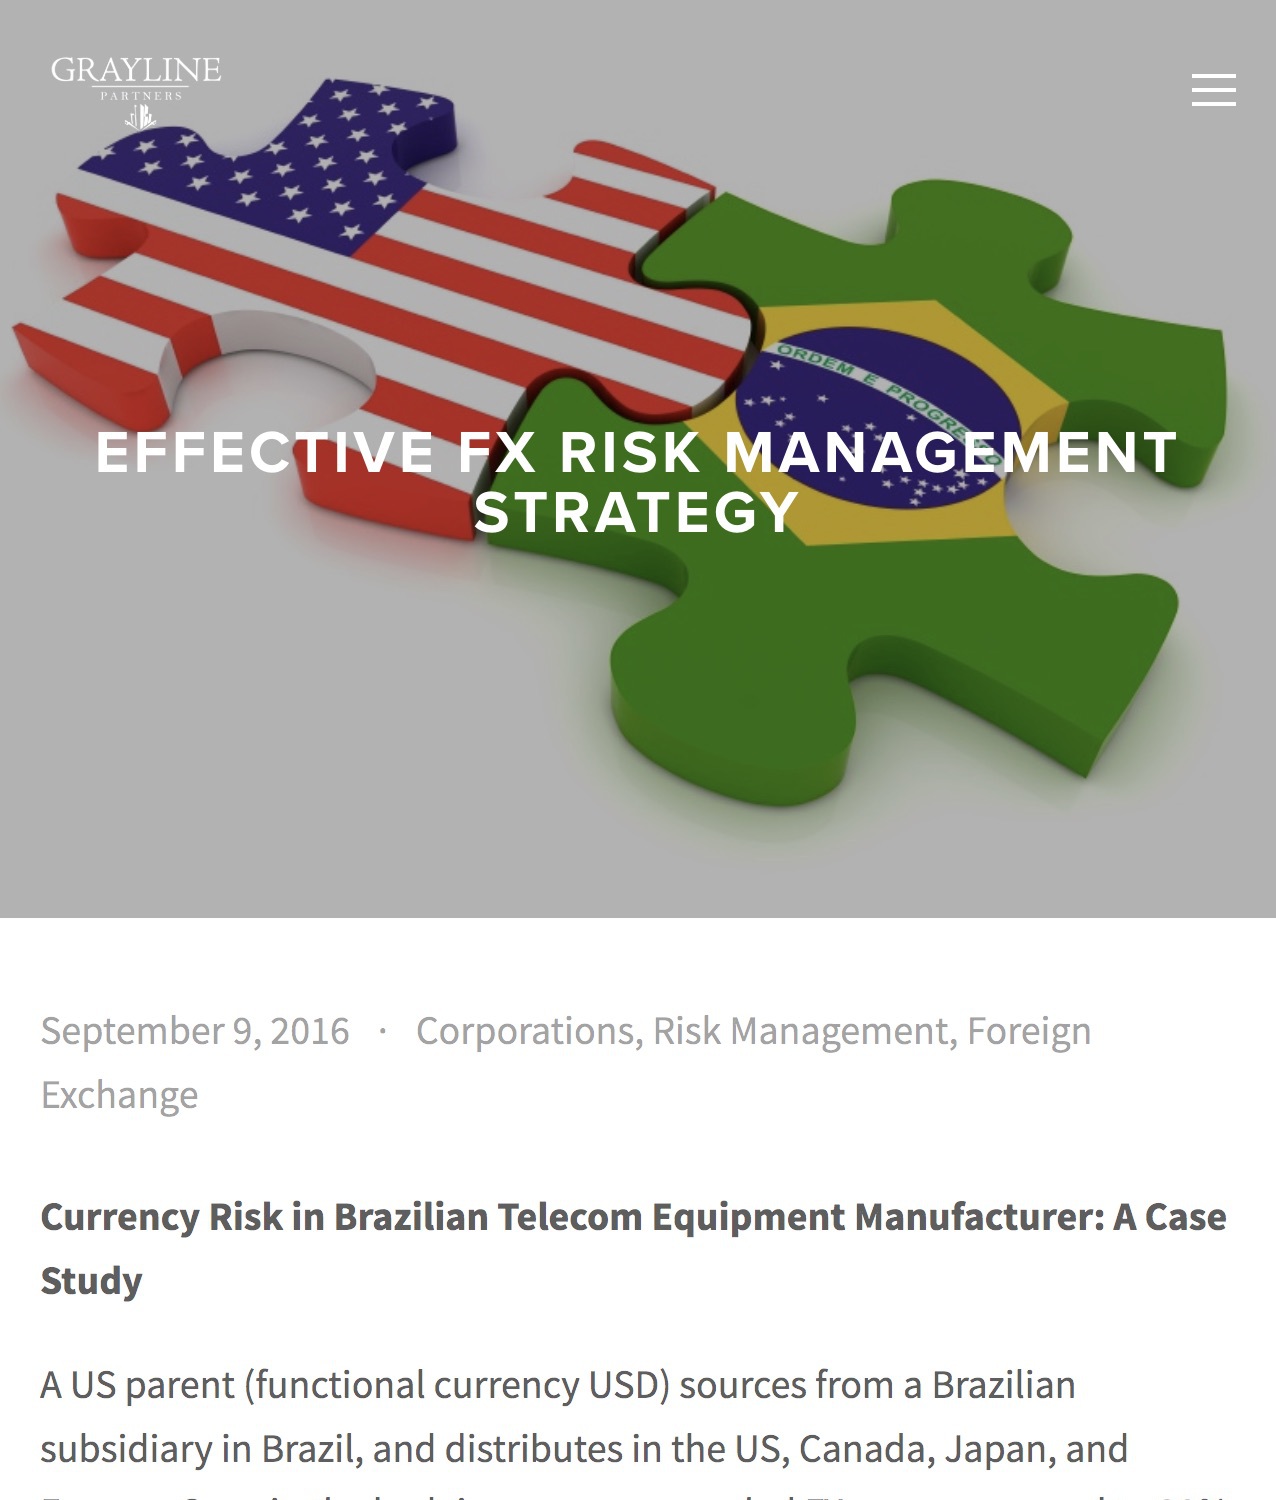 GRAYLINE
PARTNERS
ORDEM E PROGRESSO
EFFECTIVE FX RISK MANAGEMENT
STRATEGY
September 9, 2016 · Corporations, Risk Management, Foreign
Exchange
Currency Risk in Brazilian Telecom Equipment Manufacturer: A Case
Study
A US parent (functional currency USD) sources from a Brazilian
subsidiary in Brazil, and distributes in the US, Canada, Japan, and